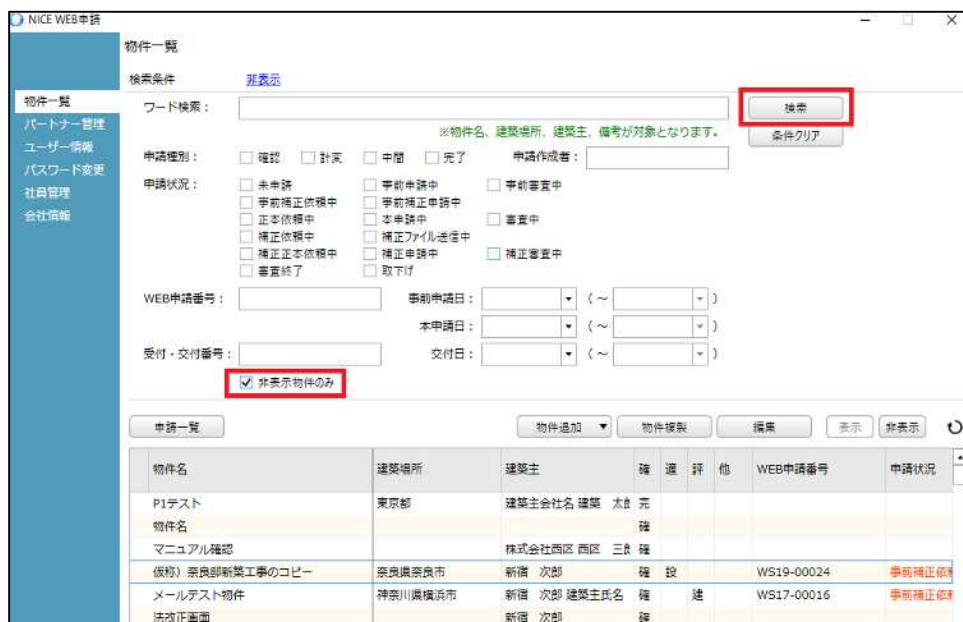 NICE WEB申請
物件一覧
検索条件 非表示
物件一覧
パートナー管理
ユーザー情報
パスワード変更
社員管理
会社情報
ワード検索: 検索
※物件名、建築場所、建築主、備考が対象となります。 条件クリア
申請種別: 確認 計変 中間 完了 申請作成者:
申請状況: 未申請 事前申請中 事前審査中
事前補正依頼中 事前補正申請中
正本依頼中 本申請中 審査中
補正依頼中 補正ファイル送信中
補正正本依頼中 補正申請中 補正審査中
審査終了 取下げ
WEB申請番号: 事前申請日: (~ )
本申請日: (~ )
受付・交付番号: 交付日: (~ )
非表示物件のみ
申請一覧 物件追加 物件複製 編集 表示 非表示
物件名 建築場所 建築主 確 適 評 他 WEB申請番号 申請状況
P1テスト 東京都 建築主会社名 建築 太 完
物件名 確
マニュアル確認 株式会社西区 西区 三 確
仮称）奈良邸新築工事のコピー 奈良県奈良市 新宿 次郎 確 設 WS19-00024 事前補正依
メールテスト物件 神奈川県横浜市 新宿 次郎 建築主氏名 確 建 WS17-00016 事前補正依
法改正画面 新宿 次郎 確